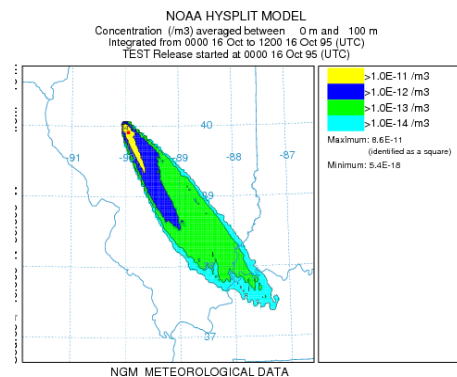 NOAA HYSPLIT MODEL
Concentration (/m3) averaged between 0 m and 100 m
Integrated from 0000 16 Oct to 1200 16 Oct 95 (UTC)
TEST Release started at 0000 16 Oct 95 (UTC)
>1.0E-11 /m3
>1.0E-12 /m3
>1.0E-13 /m3
>1.0E-14 /m3
Maximum: 8.6E-11
(identified as a square)
Minimum: 5.4E-18
40
-91
-89
-88
-87
37
NGM METEOROLOGICAL DATA